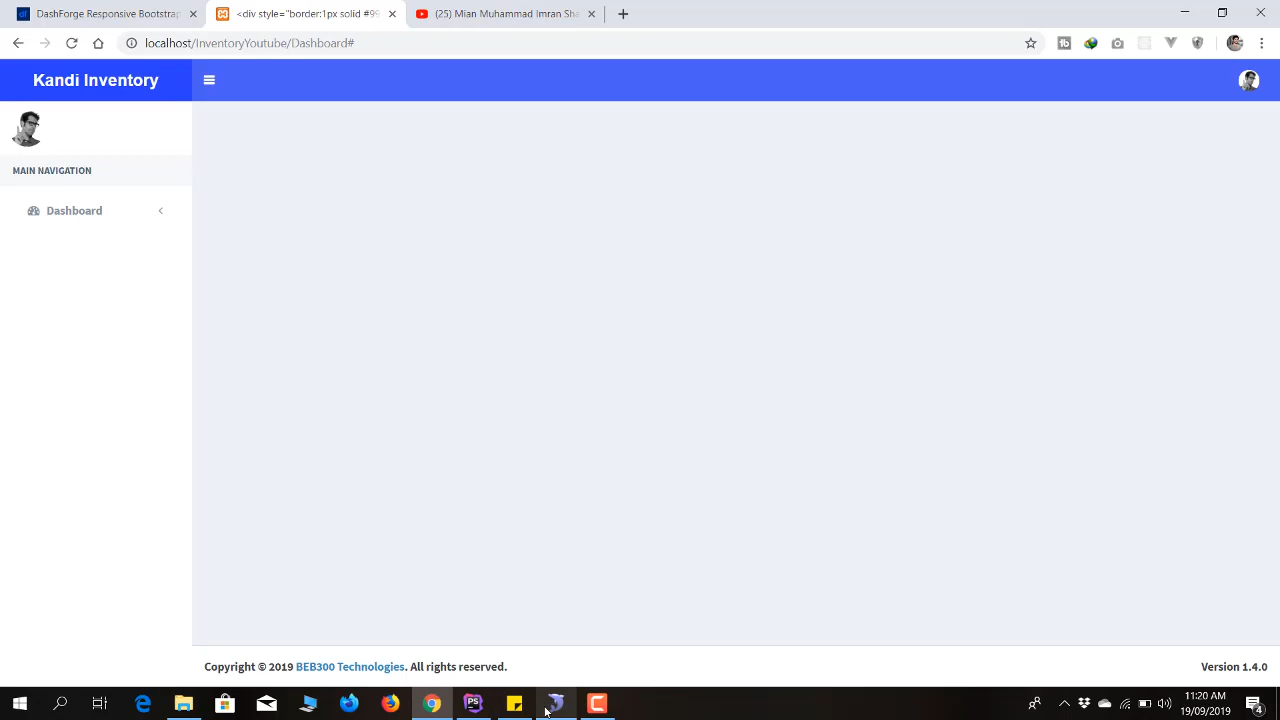 DashForge Responsive Bootstrap
<div style="border:1px solid #99
(25) Mian Muhammad Imran Sha
localhost/InventoryYoutube/Dashboard#
Kandi Inventory
MAIN NAVIGATION
Dashboard
Copyright © 2019 BEB300 Technologies. All rights reserved.
Version 1.4.0
11:20 AM
19/09/2019